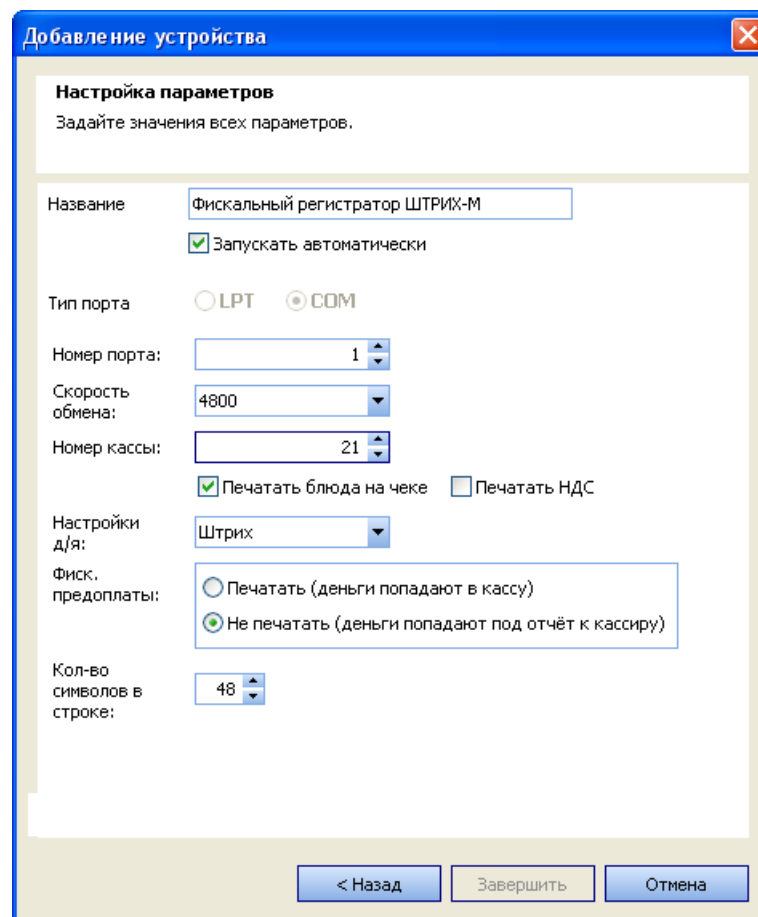 Добавление устройства
Настройка параметров
Задайте значения всех параметров.
Название Фискальный регистратор ШТРИХ-М
Запускать автоматически
Тип порта LPT COM
Номер порта: 1
Скорость
обмена: 4800
Номер кассы: 21
Печатать блюда на чеке Печатать НДС
Настройки
д/я: Штрих
Фиск.
предоплаты:
Печатать (деньги попадают в кассу)
Не печатать (деньги попадают под отчёт к кассиру)
Кол-во
символов в
строке: 48
< Назад Завершить Отмена